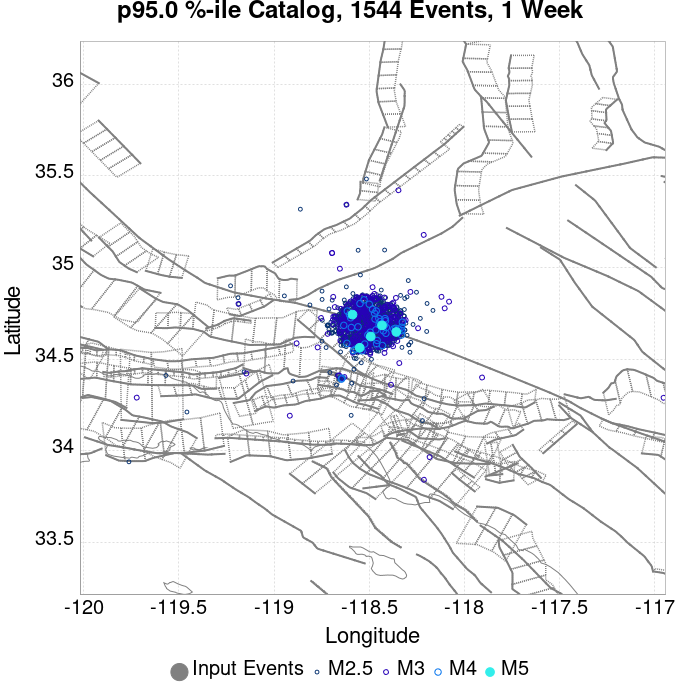 p95.0 %-ile Catalog, 1544 Events, 1 Week
36
35.5
35
34.5
34
33.5
Latitude
-120 -119.5 -119 -118.5 -118 -117.5 -117
Longitude
Input Events M2.5 M3 M4 M5